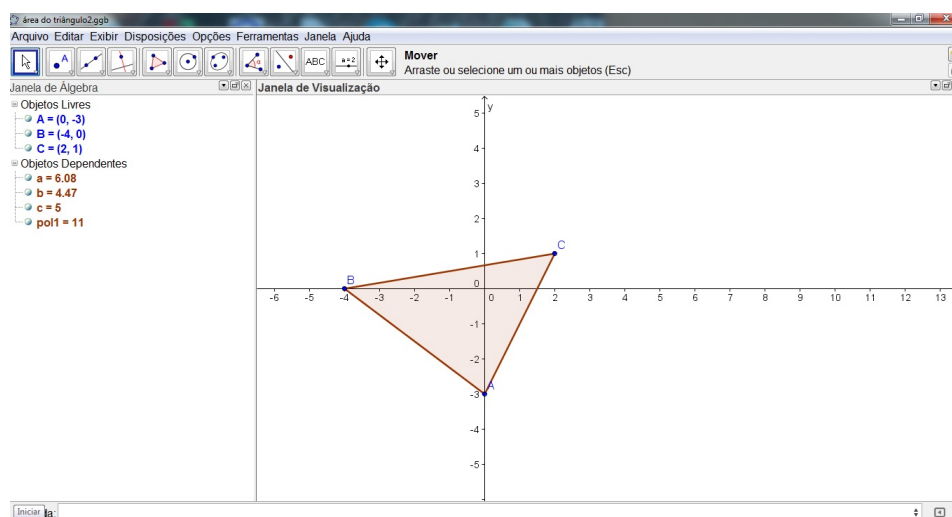 área do triângulo2.ggb
Arquivo Editar Exibir Disposições Opções Ferramentas Janela Ajuda
A
α
ABC
a=2
Mover
Arraste ou selecione um ou mais objetos (Esc)
Janela de Álgebra
Janela de Visualização
Objetos Livres
A = (0, -3)
B = (-4, 0)
C = (2, 1)
Objetos Dependentes
a = 6.08
b = 4.47
c = 5
pol1 = 11
y
5
4
3
2
1
0
-1
-2
-3
-4
-5
-6 -5 -4 -3 -2 -1 0 1 2 3 4 5 6 7 8 9 10 11 12 13
B
C
A
Iniciar da: